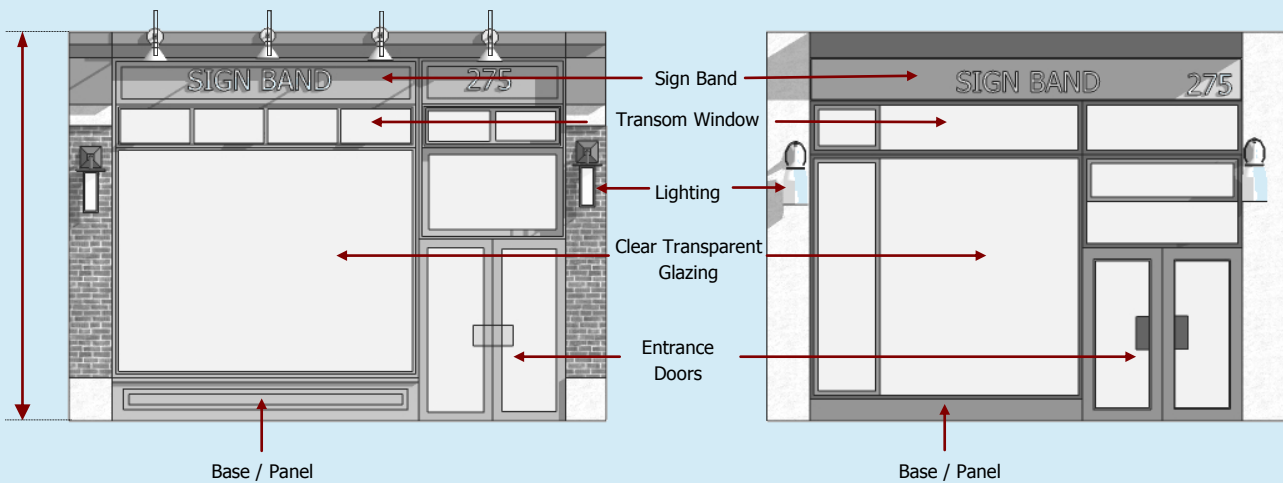 SIGN BAND
275
Sign Band
SIGN BAND
275
Transom Window
Lighting
Clear Transparent
Glazing
Entrance
Doors
Base / Panel
Base / Panel